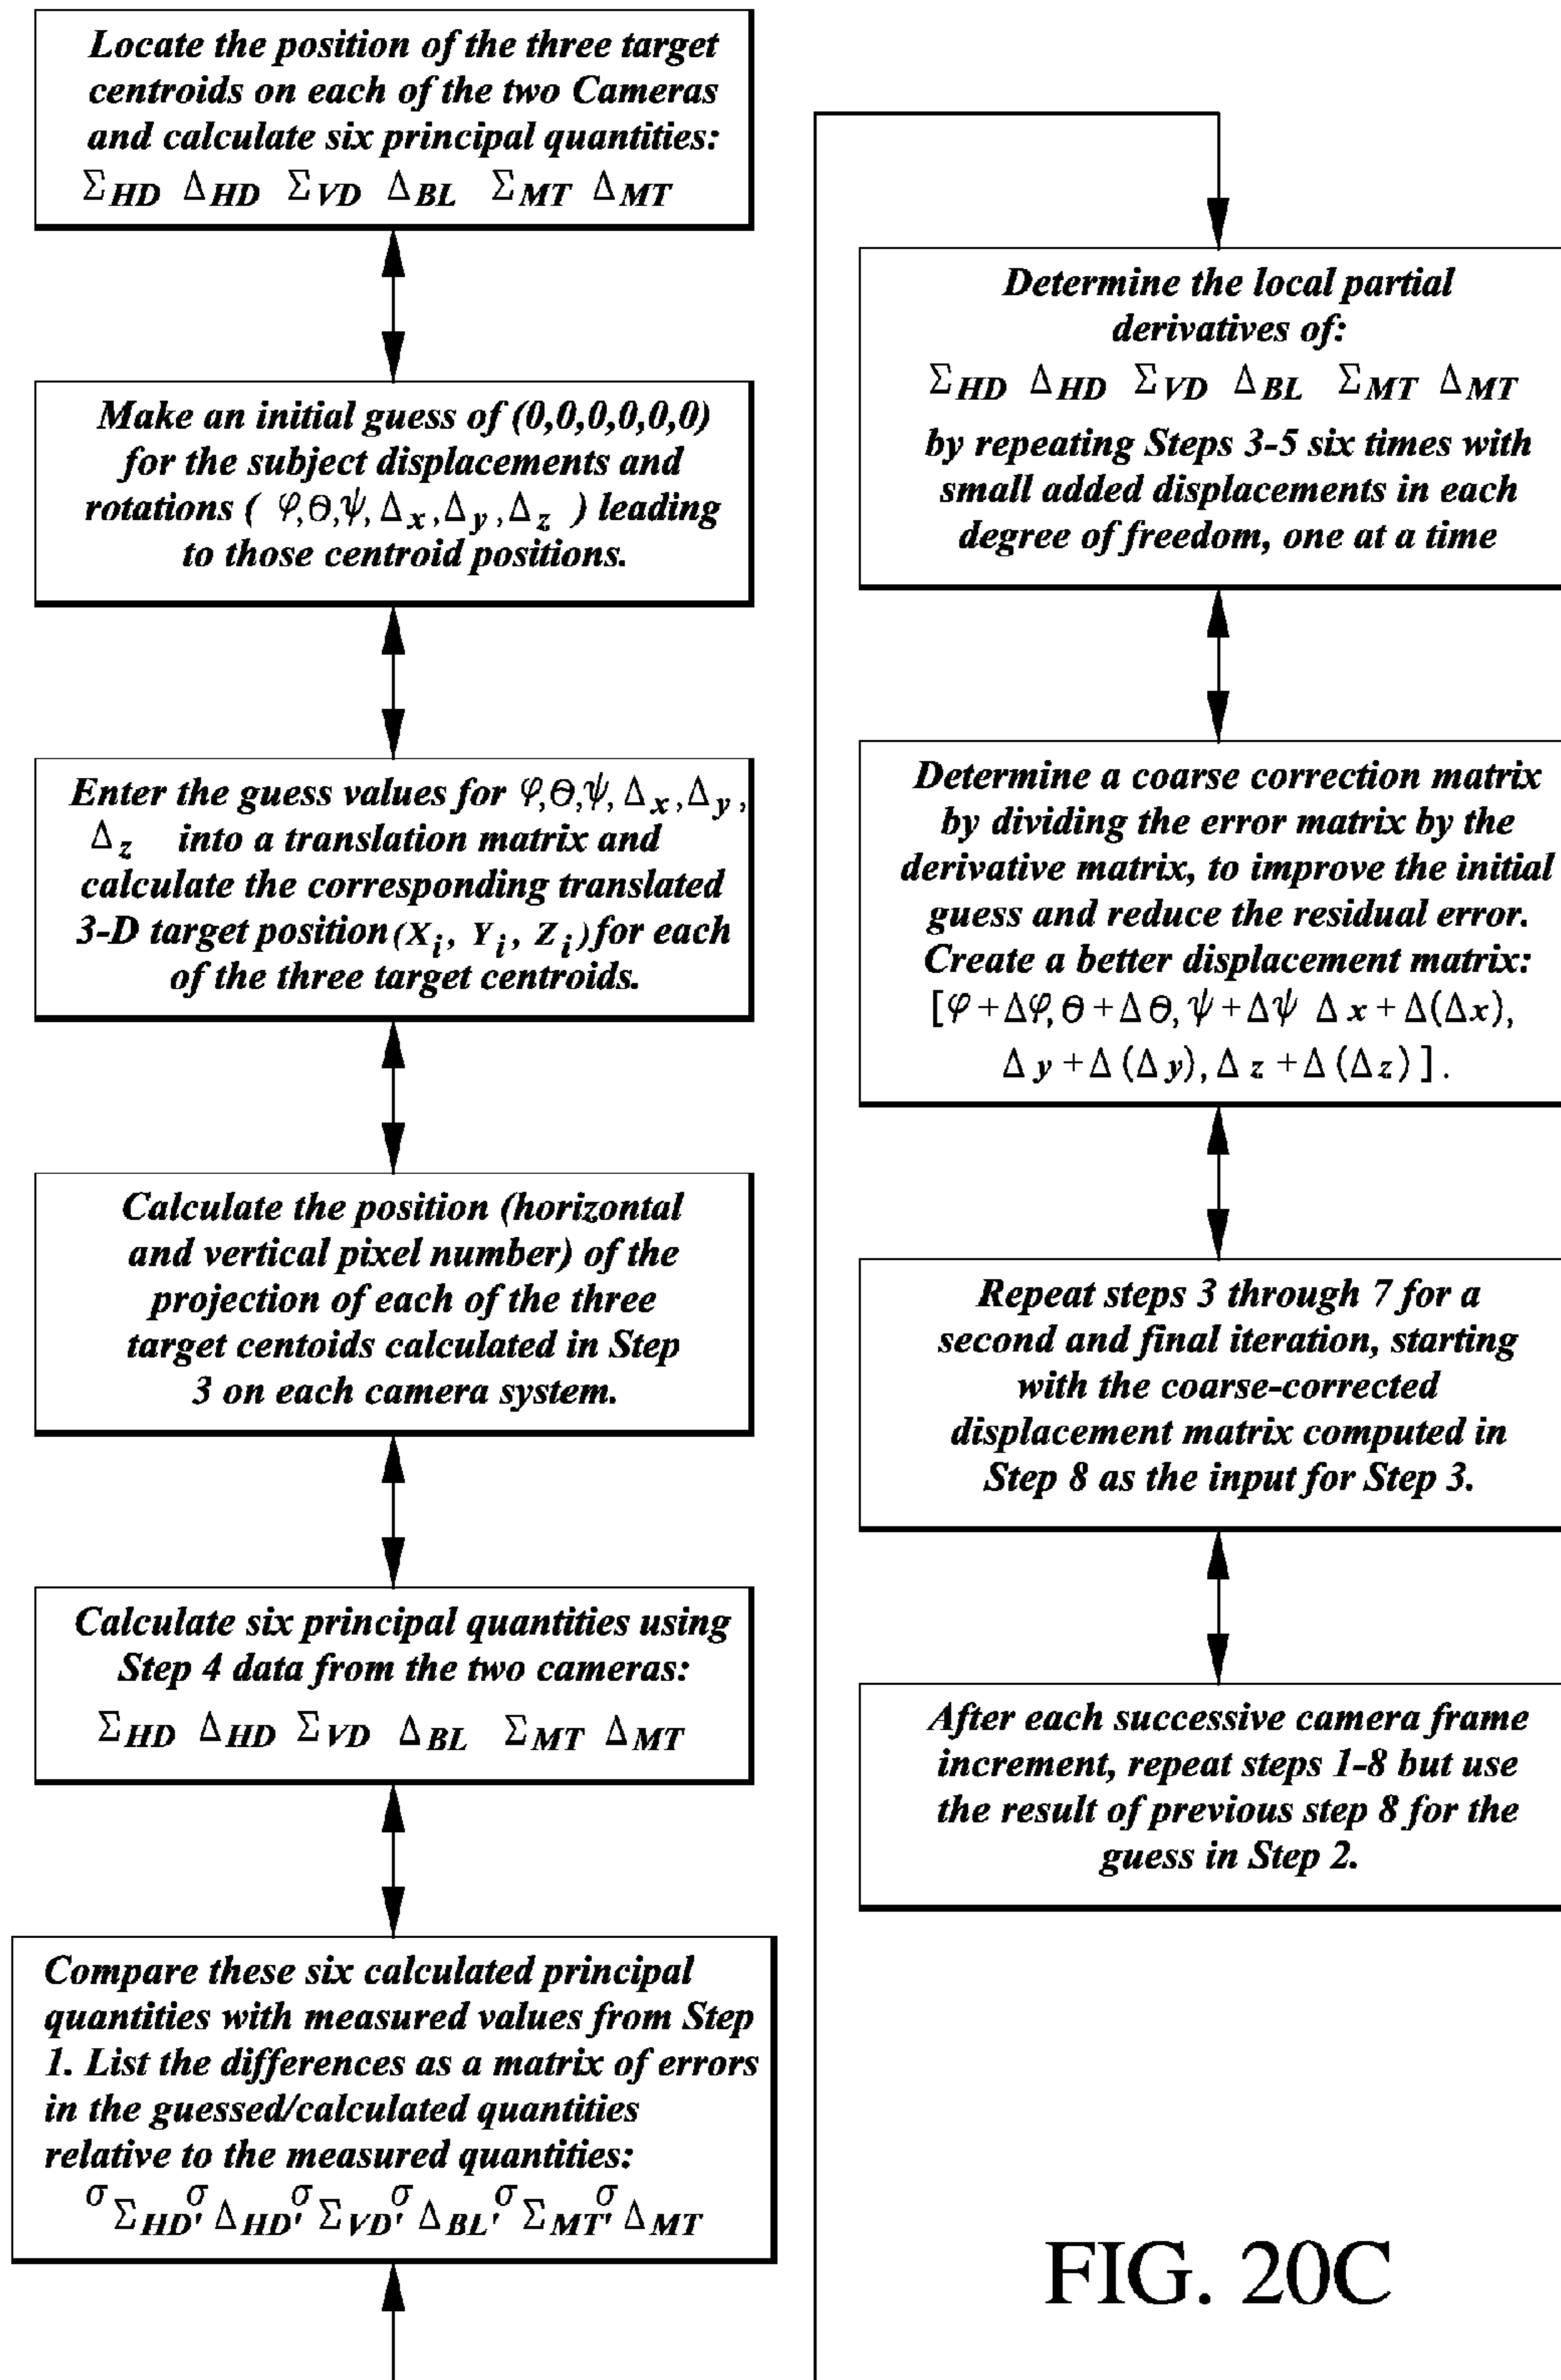 Locate the position of the three target
centroids on each of the two Cameras
and calculate six principal quantities:
Σ_HD Δ_HD Σ_VD Δ_BL Σ_MT Δ_MT
Make an initial guess of (0,0,0,0,0,0)
for the subject displacements and
rotations ( φ,Θ,ψ, Δ_x ,Δ_y ,Δ_z ) leading
to those centroid positions.
Enter the guess values for φ,Θ,ψ, Δ_x ,Δ_y ,
Δ_z into a translation matrix and
calculate the corresponding translated
3-D target position (X_i, Y_i, Z_i) for each
of the three target centroids.
Calculate the position (horizontal
and vertical pixel number) of the
projection of each of the three
target centoids calculated in Step
3 on each camera system.
Calculate six principal quantities using
Step 4 data from the two cameras:
Σ_HD Δ_HD Σ_VD Δ_BL Σ_MT Δ_MT
Compare these six calculated principal
quantities with measured values from Step
1. List the differences as a matrix of errors
in the guessed/calculated quantities
relative to the measured quantities:
σ Σ_HD' σ Δ_HD' σ Σ_VD' σ Δ_BL' σ Σ_MT' σ Δ_MT
Determine the local partial
derivatives of:
Σ_HD Δ_HD Σ_VD Δ_BL Σ_MT Δ_MT
by repeating Steps 3-5 six times with
small added displacements in each
degree of freedom, one at a time
Determine a coarse correction matrix
by dividing the error matrix by the
derivative matrix, to improve the initial
guess and reduce the residual error.
Create a better displacement matrix:
[φ+Δφ, Θ+ΔΘ, ψ+Δψ Δx+Δ(Δx),
Δy+Δ(Δy), Δz+Δ(Δz)].
Repeat steps 3 through 7 for a
second and final iteration, starting
with the coarse-corrected
displacement matrix computed in
Step 8 as the input for Step 3.
After each successive camera frame
increment, repeat steps 1-8 but use
the result of previous step 8 for the
guess in Step 2.
FIG. 20C